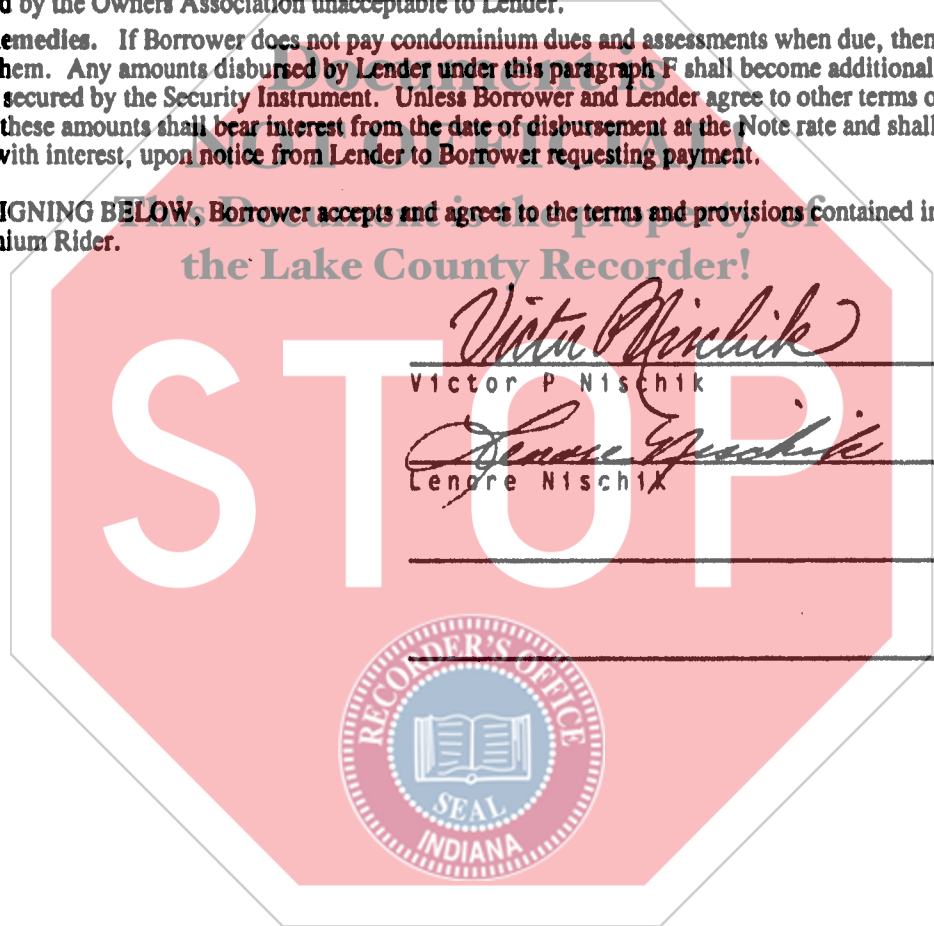 d by the Owners Association unacceptable to Lender.
emedies. If Borrower does not pay condominium dues and assessments when due, then
hem. Any amounts disbursed by Lender under this paragraph F shall become additional
secured by the Security Instrument. Unless Borrower and Lender agree to other terms o
these amounts shall bear interest from the date of disbursement at the Note rate and shall
with interest, upon notice from Lender to Borrower requesting payment.
IGNING BELOW, Borrower accepts and agrees to the terms and provisions contained in
nium Rider.
Document is
NOT OFFICIAL!
This Document is the property of
the Lake County Recorder!
Victor P Nischik
Victor P Nischik
Lenore Nischik
Lenore Nischik
STOP
RECORDER'S OFFICE
SEAL
INDIANA